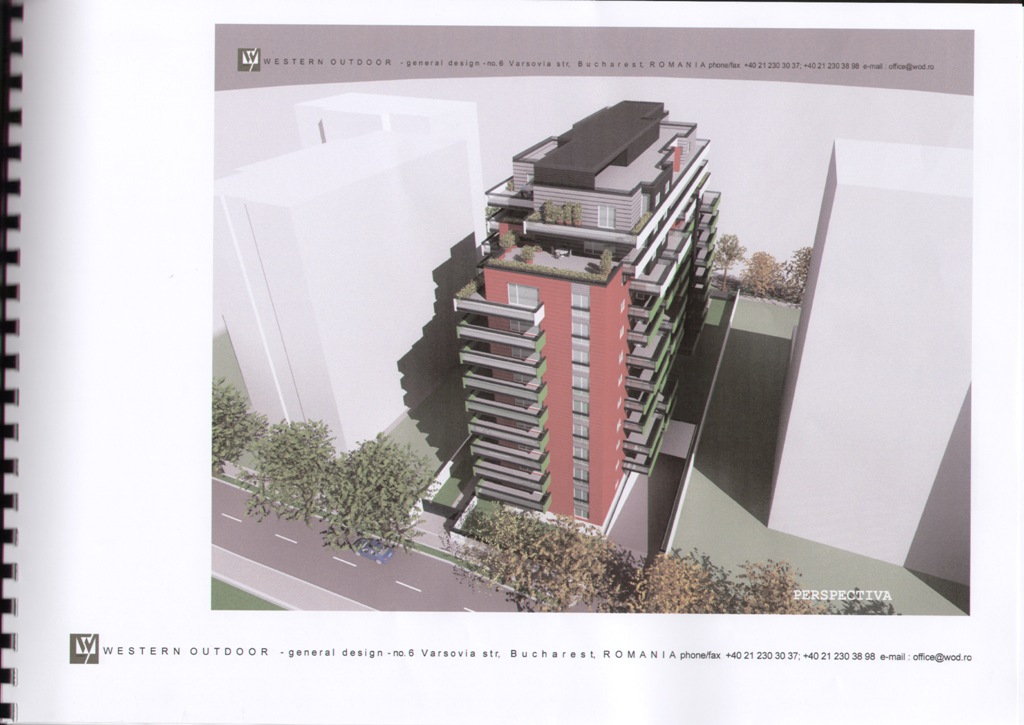 W WESTERN OUTDOOR - general design -no.6 Varsovia str, Bucharest, ROMANIA phone/fax +40 21 230 30 37; +40 21 230 38 98 e-mail : office@wod.ro
PERSPECTIVA
W WESTERN OUTDOOR - general design -no.6 Varsovia str, Bucharest, ROMANIA phone/fax +40 21 230 30 37; +40 21 230 38 98 e-mail : office@wod.ro